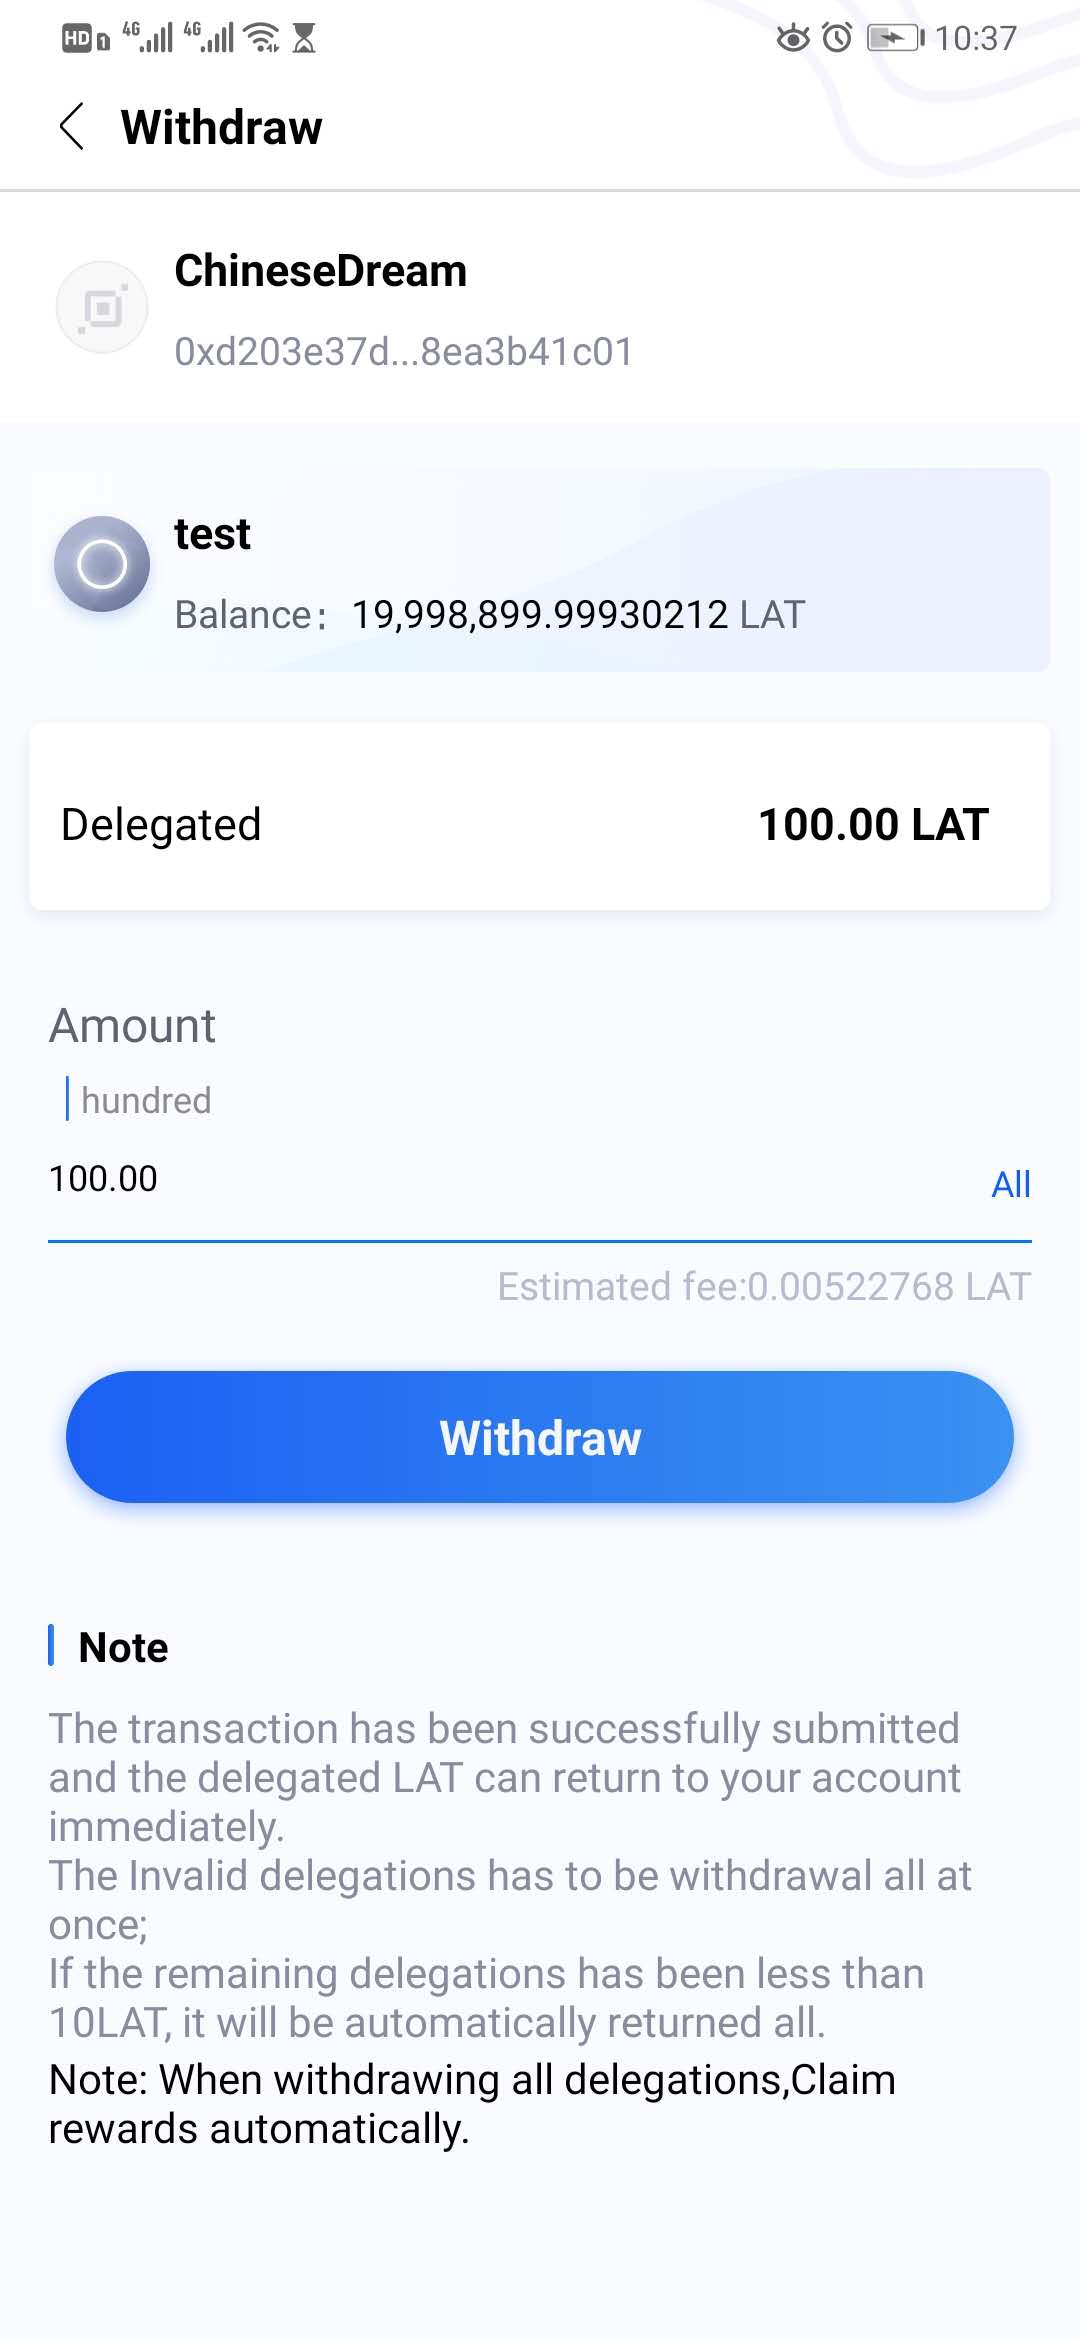 HD 1 4G 4G 10:37
Withdraw
ChineseDream
0xd203e37d...8ea3b41c01
test
Balance: 19,998,899.99930212 LAT
Delegated 100.00 LAT
Amount
hundred
100.00 All
Estimated fee:0.00522768 LAT
Withdraw
Note
The transaction has been successfully submitted
and the delegated LAT can return to your account
immediately.
The Invalid delegations has to be withdrawal all at
once;
If the remaining delegations has been less than
10LAT, it will be automatically returned all.
Note: When withdrawing all delegations,Claim
rewards automatically.